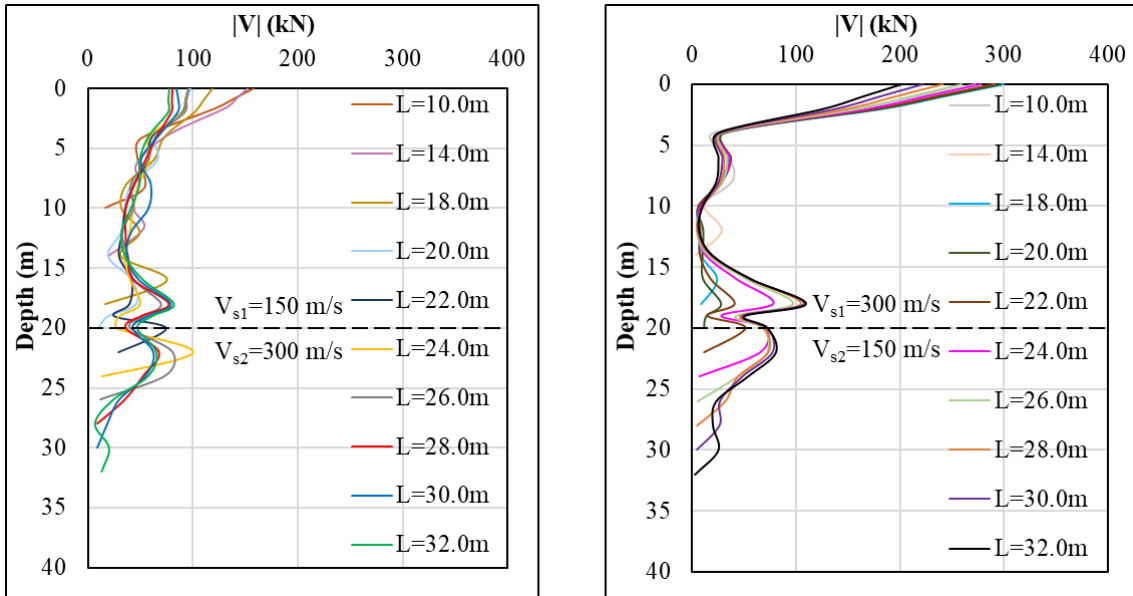 |V| (kN)
0 100 200 300 400
0
5
10
15
20
25
30
35
40
Depth (m)
L=10.0m
L=14.0m
L=18.0m
L=20.0m
L=22.0m
L=24.0m
L=26.0m
L=28.0m
L=30.0m
L=32.0m
Vs1=150 m/s
Vs2=300 m/s
|V| (kN)
0 100 200 300 400
0
5
10
15
20
25
30
35
40
Depth (m)
L=10.0m
L=14.0m
L=18.0m
L=20.0m
L=22.0m
L=24.0m
L=26.0m
L=28.0m
L=30.0m
L=32.0m
Vs1=300 m/s
Vs2=150 m/s